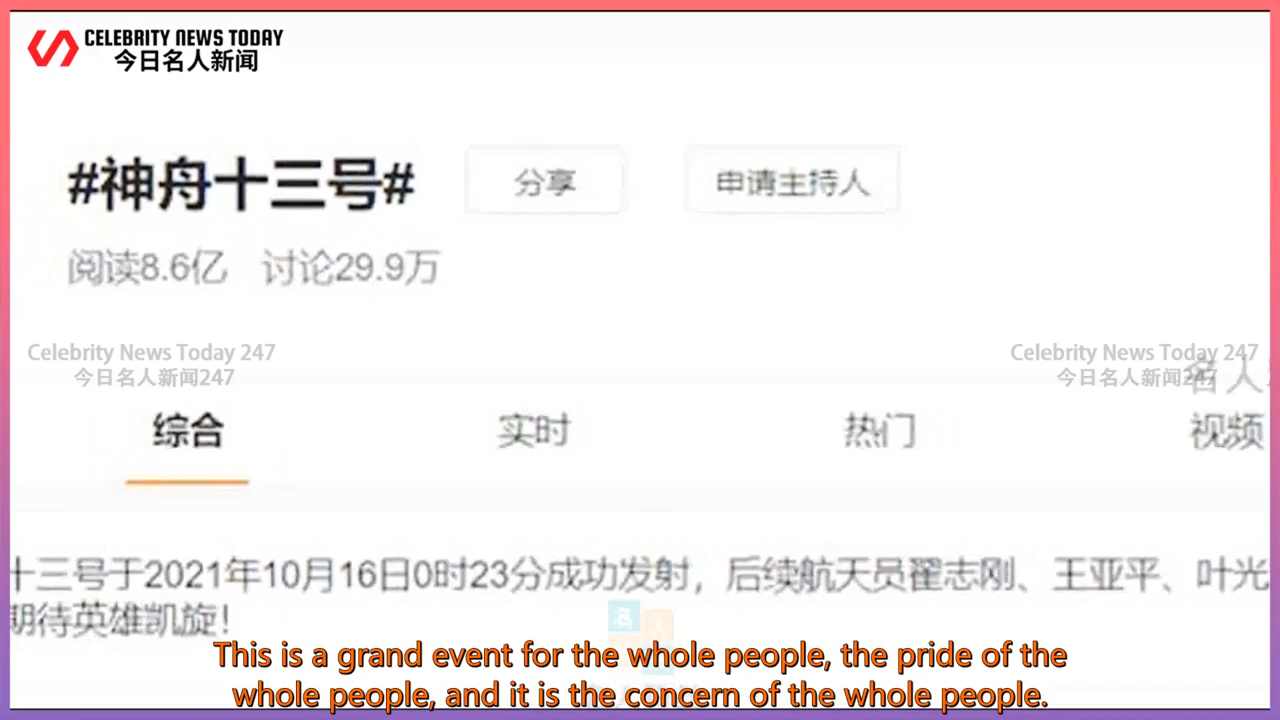 CELEBRITY NEWS TODAY
今日名人新闻
#神舟十三号# 分享 申请主持人
阅读8.6亿 讨论29.9万
Celebrity News Today 247 Celebrity News Today 247
今日名人新闻247 今日名人新闻247
名人
综合 实时 热门 视频
十三号于2021年10月16日0时23分成功发射，后续航天员翟志刚、王亚平、叶光
期待英雄凯旋！
名人
This is a grand event for the whole people, the pride of the
whole people, and it is the concern of the whole people.